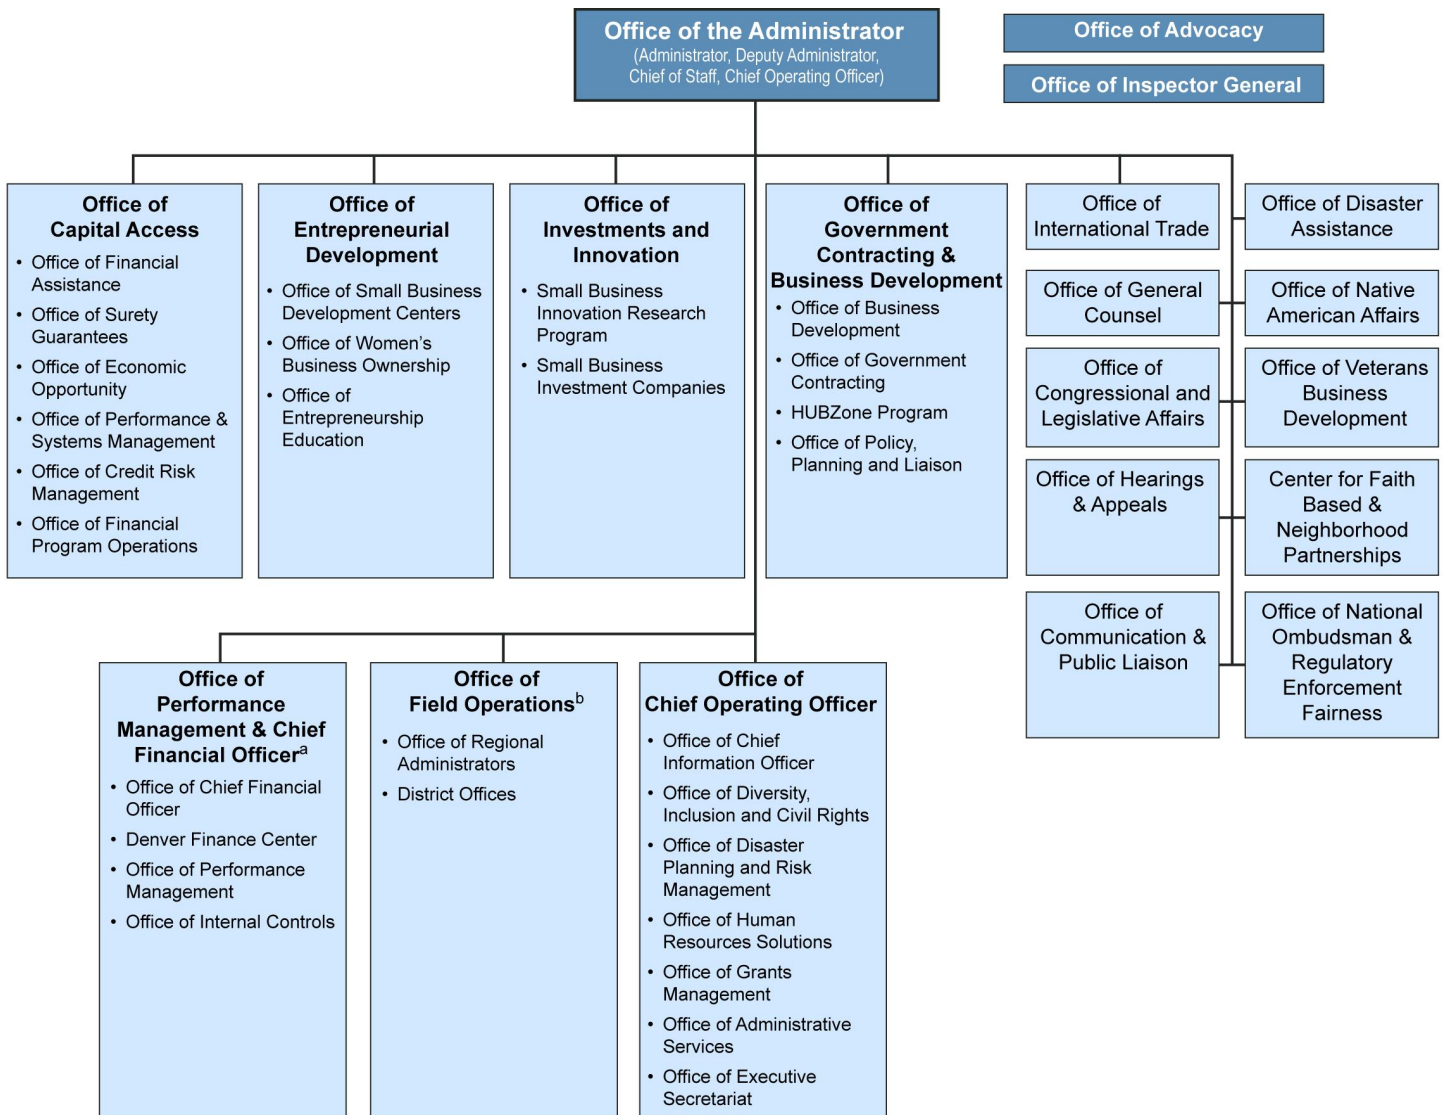 Office of the Administrator
(Administrator, Deputy Administrator,
Chief of Staff, Chief Operating Officer)
Office of Advocacy
Office of Inspector General
Office of
Capital Access
• Office of Financial
Assistance
• Office of Surety
Guarantees
• Office of Economic
Opportunity
• Office of Performance &
Systems Management
• Office of Credit Risk
Management
• Office of Financial
Program Operations
Office of
Entrepreneurial
Development
• Office of Small Business
Development Centers
• Office of Women's
Business Ownership
• Office of
Entrepreneurship
Education
Office of
Investments and
Innovation
• Small Business
Innovation Research
Program
• Small Business
Investment Companies
Office of
Government
Contracting &
Business Development
• Office of Business
Development
• Office of Government
Contracting
• HUBZone Program
• Office of Policy,
Planning and Liaison
Office of
International Trade
Office of Disaster
Assistance
Office of General
Counsel
Office of Native
American Affairs
Office of
Congressional and
Legislative Affairs
Office of Veterans
Business
Development
Office of Hearings
& Appeals
Center for Faith
Based &
Neighborhood
Partnerships
Office of
Communication &
Public Liaison
Office of National
Ombudsman &
Regulatory
Enforcement
Fairness
Office of
Performance
Management & Chief
Financial Officerᵃ
• Office of Chief Financial
Officer
• Denver Finance Center
• Office of Performance
Management
• Office of Internal Controls
Office of
Field Operationsᵇ
• Office of Regional
Administrators
• District Offices
Office of
Chief Operating Officer
• Office of Chief
Information Officer
• Office of Diversity,
Inclusion and Civil Rights
• Office of Disaster
Planning and Risk
Management
• Office of Human
Resources Solutions
• Office of Grants
Management
• Office of Administrative
Services
• Office of Executive
Secretariat